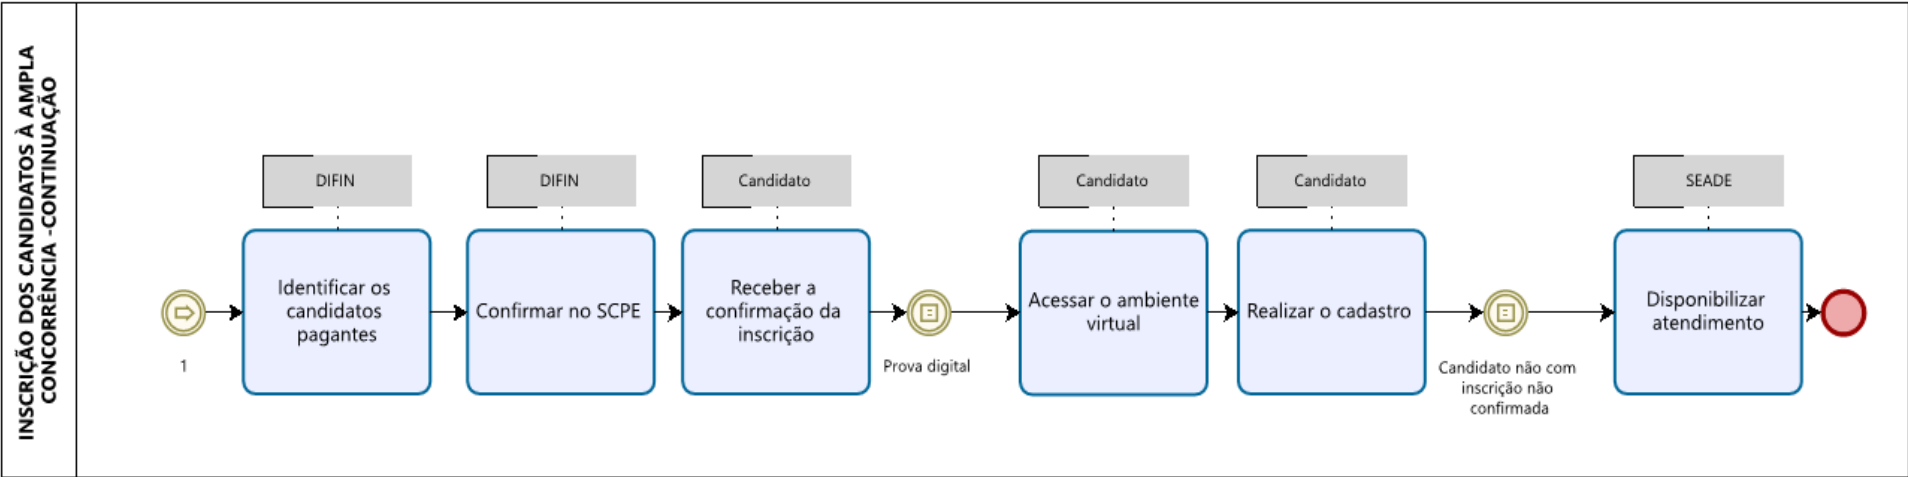 INSCRIÇÃO DOS CANDIDATOS À AMPLA
CONCORRÊNCIA -CONTINUAÇÃO
1
DIFIN
Identificar os
candidatos
pagantes
DIFIN
Confirmar no SCPE
Candidato
Receber a
confirmação da
inscrição
Prova digital
Candidato
Acessar o ambiente
virtual
Candidato
Realizar o cadastro
Candidato não com
inscrição não
confirmada
SEADE
Disponibilizar
atendimento